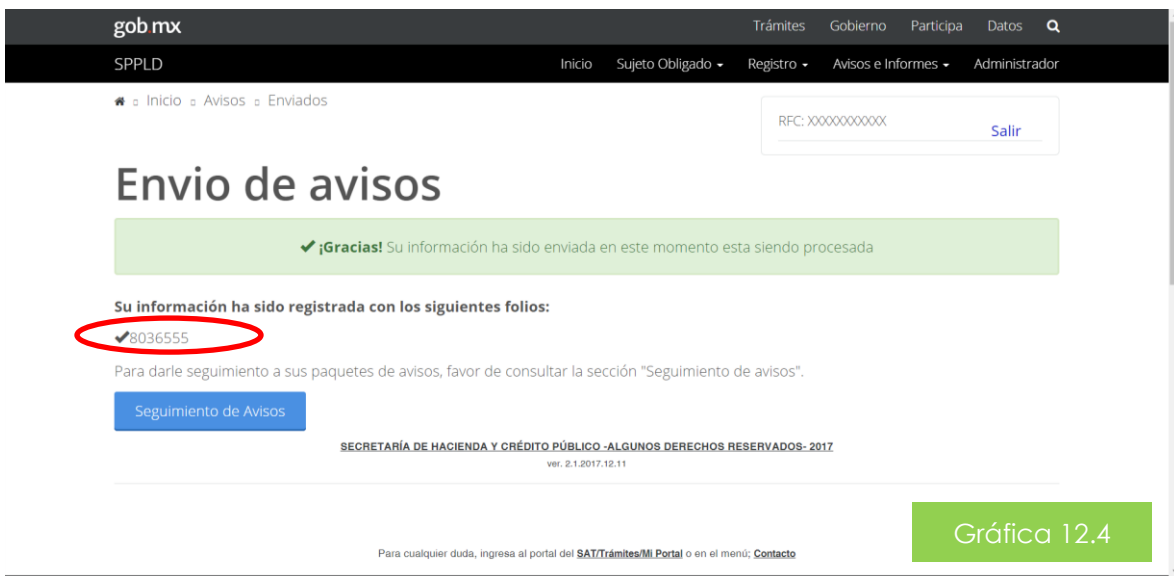 gob.mx
Trámites Gobierno Participa Datos
SPPLD
Inicio Sujeto Obligado Registro Avisos e Informes Administrador
Inicio Avisos Enviados
RFC: XXXXXXXXXXX
Salir
Envio de avisos
¡Gracias! Su información ha sido enviada en este momento esta siendo procesada
Su información ha sido registrada con los siguientes folios:
8036555
Para darle seguimiento a sus paquetes de avisos, favor de consultar la sección "Seguimiento de avisos".
Seguimiento de Avisos
SECRETARÍA DE HACIENDA Y CRÉDITO PÚBLICO -ALGUNOS DERECHOS RESERVADOS- 2017
ver. 2.1.2017.12.11
Gráfica 12.4
Para cualquier duda, ingresa al portal del SAT/Trámites/Mi Portal o en el menú; Contacto